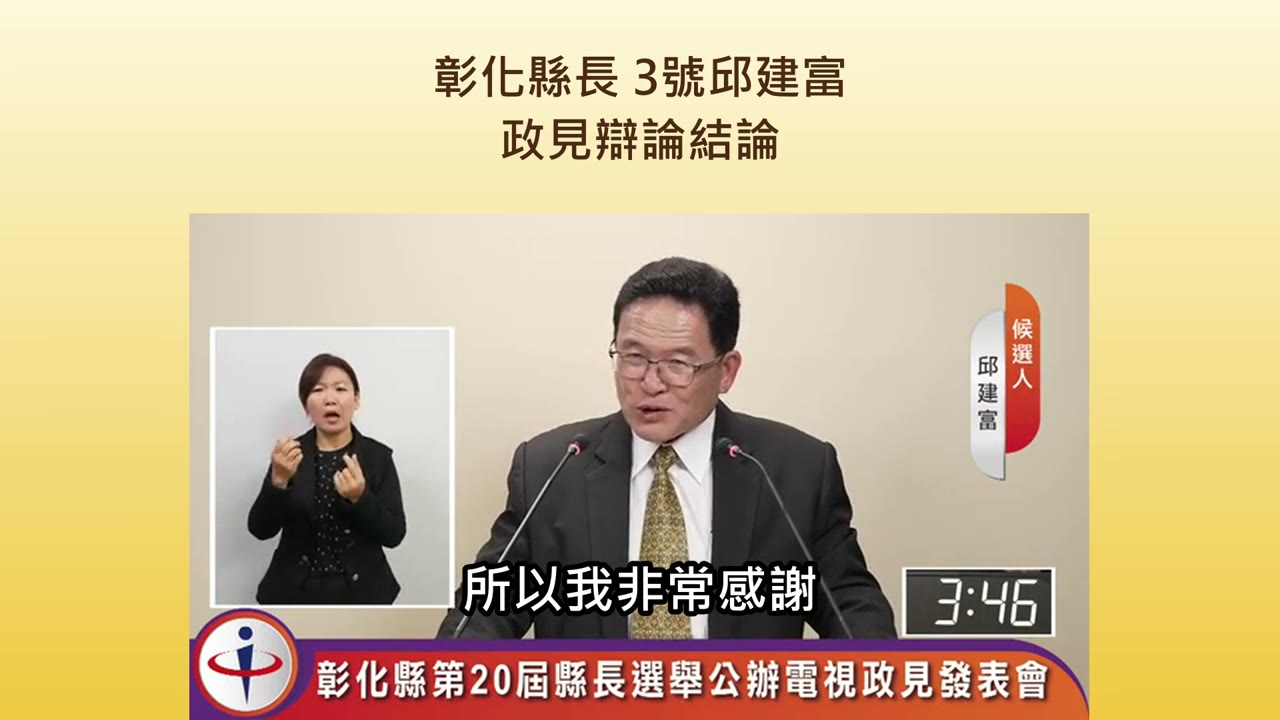 彰化縣長 3號邱建富
政見辯論結論
候選人
邱建富
所以我非常感謝
3:46
彰化縣第20屆縣長選舉公辦電視政見發表會